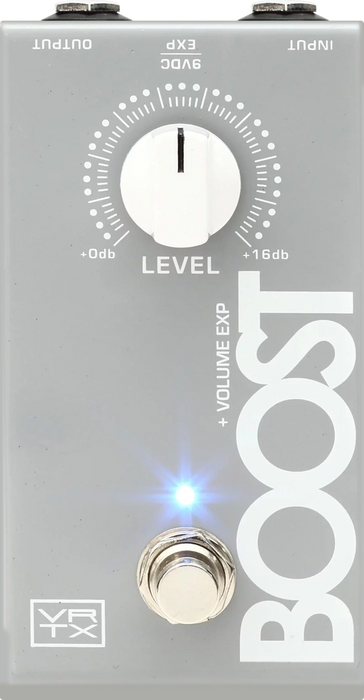 OUTPUT
INPUT
9VDC
EXP
+0db
+16db
LEVEL
+ VOLUME EXP
BOOST
VR
TX